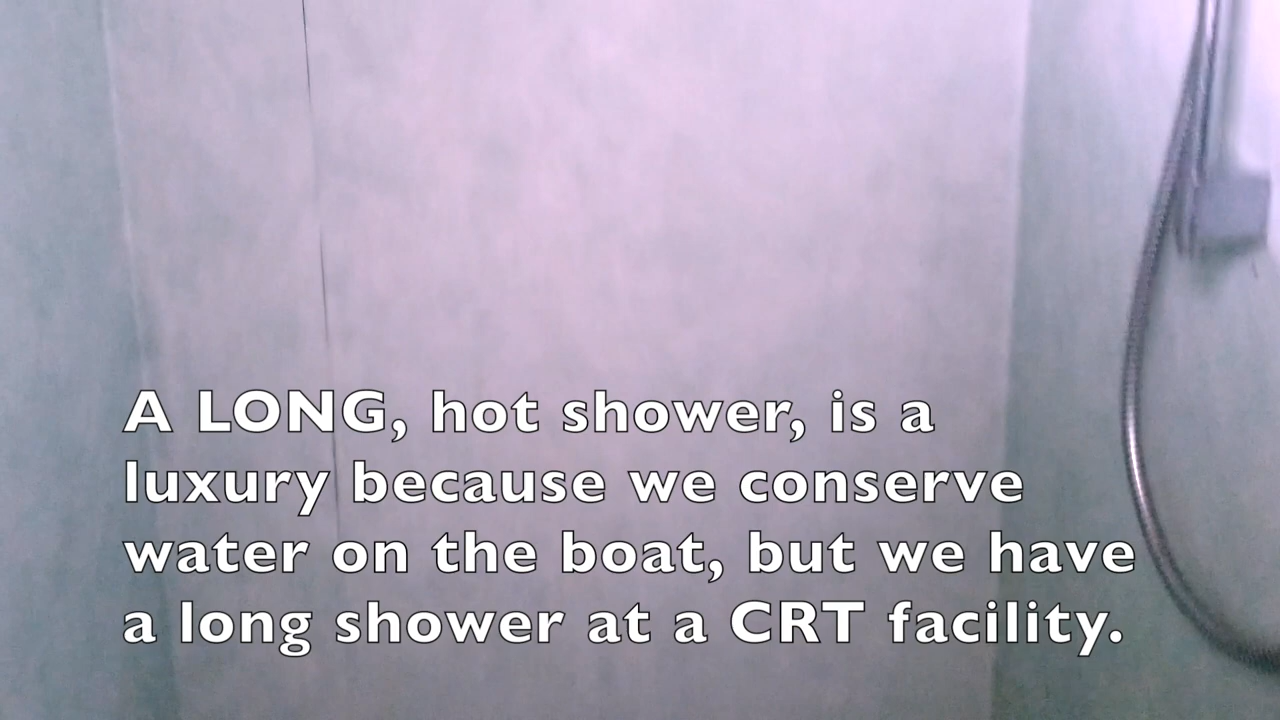 A LONG, hot shower, is a
luxury because we conserve
water on the boat, but we have
a long shower at a CRT facility.